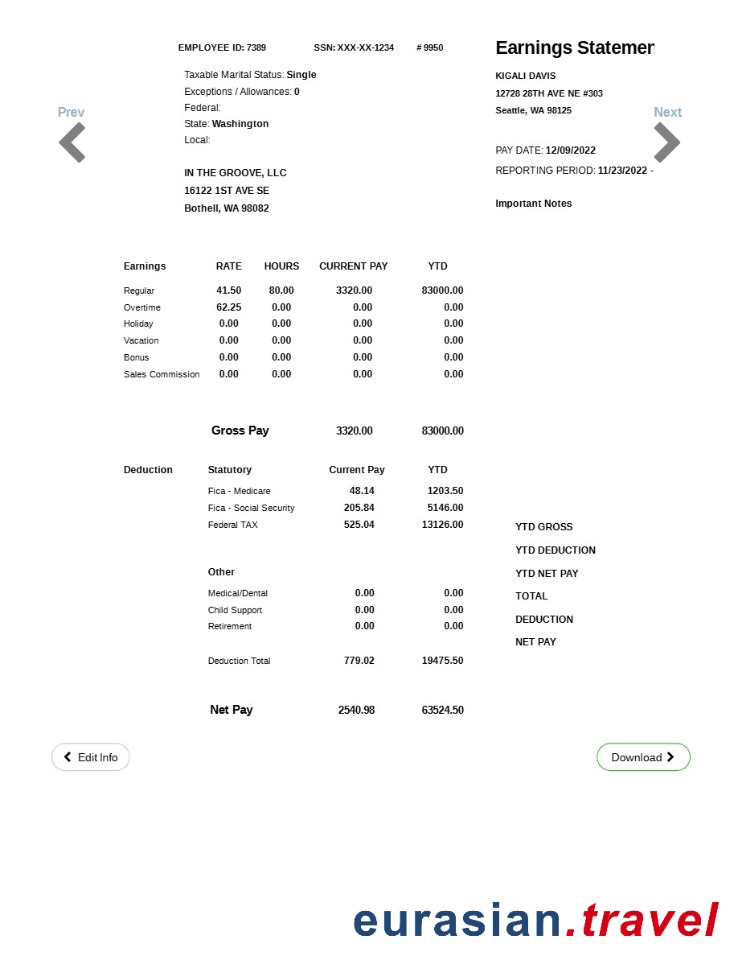 EMPLOYEE ID: 7389 SSN: XXX-XX-1234 # 9950 Earnings Statemer
Taxable Marital Status: Single
Exceptions / Allowances: 0
Federal:
State: Washington
Local:
KIGALI DAVIS
12728 28TH AVE NE #303
Seattle, WA 98125
Prev
Next
PAY DATE: 12/09/2022
REPORTING PERIOD: 11/23/2022 -
IN THE GROOVE, LLC
16122 1ST AVE SE
Bothell, WA 98082
Important Notes
Earnings RATE HOURS CURRENT PAY YTD
Regular 41.50 80.00 3320.00 83000.00
Overtime 62.25 0.00 0.00 0.00
Holiday 0.00 0.00 0.00 0.00
Vacation 0.00 0.00 0.00 0.00
Bonus 0.00 0.00 0.00 0.00
Sales Commission 0.00 0.00 0.00 0.00
Gross Pay 3320.00 83000.00
Deduction Statutory Current Pay YTD
Fica - Medicare 48.14 1203.50
Fica - Social Security 205.84 5146.00
Federal TAX 525.04 13126.00
YTD GROSS
YTD DEDUCTION
YTD NET PAY
TOTAL
DEDUCTION
NET PAY
Other
Medical/Dental 0.00 0.00
Child Support 0.00 0.00
Retirement 0.00 0.00
Deduction Total 779.02 19475.50
Net Pay 2540.98 63524.50
Edit Info
Download
eurasian.travel